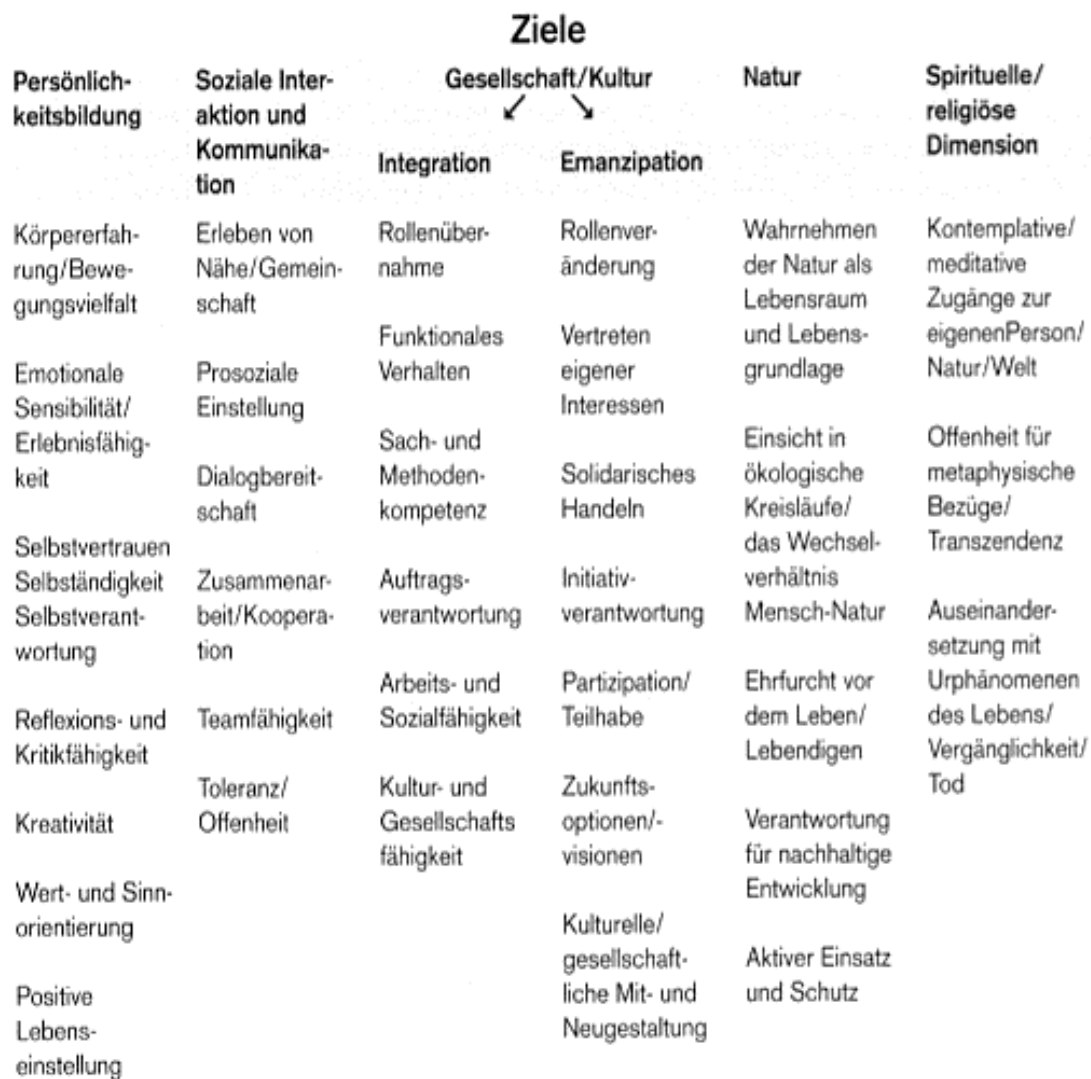 Ziele
Persönlich-
keitsbildung
Soziale Inter-
aktion und
Kommunika-
tion
Gesellschaft/Kultur
Integration
Emanzipation
Natur
Spirituelle/
religiöse
Dimension
Körpererfah-
rung/Bewe-
gungsvielfalt
Emotionale
Sensibilität/
Erlebnisfähig-
keit
Selbstvertrauen
Selbständigkeit
Selbstverant-
wortung
Reflexions- und
Kritikfähigkeit
Kreativität
Wert- und Sinn-
orientierung
Positive
Lebens-
einstellung
Erleben von
Nähe/Gemein-
schaft
Prosoziale
Einstellung
Dialogbereit-
schaft
Zusammenar-
beit/Koopera-
tion
Teamfähigkeit
Toleranz/
Offenheit
Rollenüber-
nahme
Funktionales
Verhalten
Sach- und
Methoden-
kompetenz
Auftrags-
verantwortung
Arbeits- und
Sozialfähigkeit
Kultur- und
Gesellschafts
fähigkeit
Rollenver-
änderung
Vertreten
eigener
Interessen
Solidarisches
Handeln
Initiativ-
verantwortung
Partizipation/
Teilhabe
Zukunfts-
optionen/-
visionen
Kulturelle/
gesellschaft-
liche Mit- und
Neugestaltung
Wahrnehmen
der Natur als
Lebensraum
und Lebens-
grundlage
Einsicht in
ökologische
Kreisläufe/
das Wechsel-
verhältnis
Mensch-Natur
Ehrfurcht vor
dem Leben/
Lebendigen
Verantwortung
für nachhaltige
Entwicklung
Aktiver Einsatz
und Schutz
Kontemplative/
meditative
Zugänge zur
eigenenPerson/
Natur/Welt
Offenheit für
metaphysische
Bezüge/
Transzendenz
Auseinander-
setzung mit
Urphänomenen
des Lebens/
Vergänglichkeit/
Tod